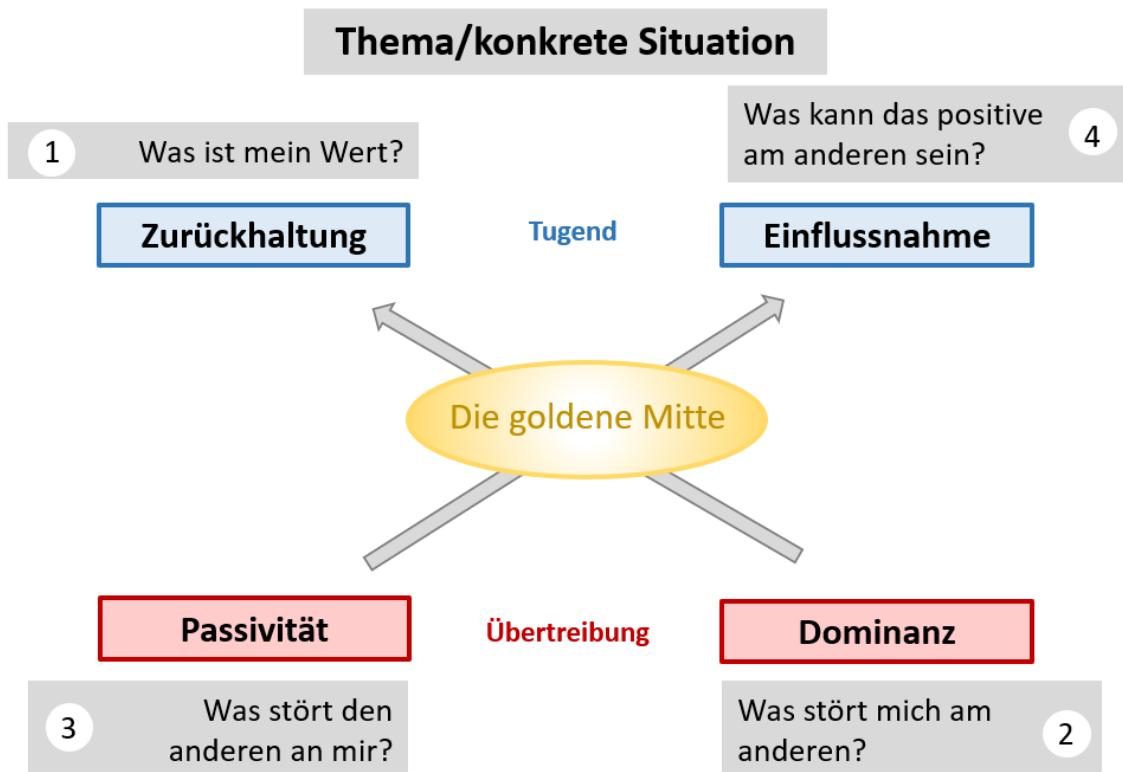 Thema/konkrete Situation
1
Was ist mein Wert?
Was kann das positive
am anderen sein?
4
Zurückhaltung
Tugend
Einflussnahme
Die goldene Mitte
Passivität
Übertreibung
Dominanz
3
Was stört den
anderen an mir?
Was stört mich am
anderen?
2